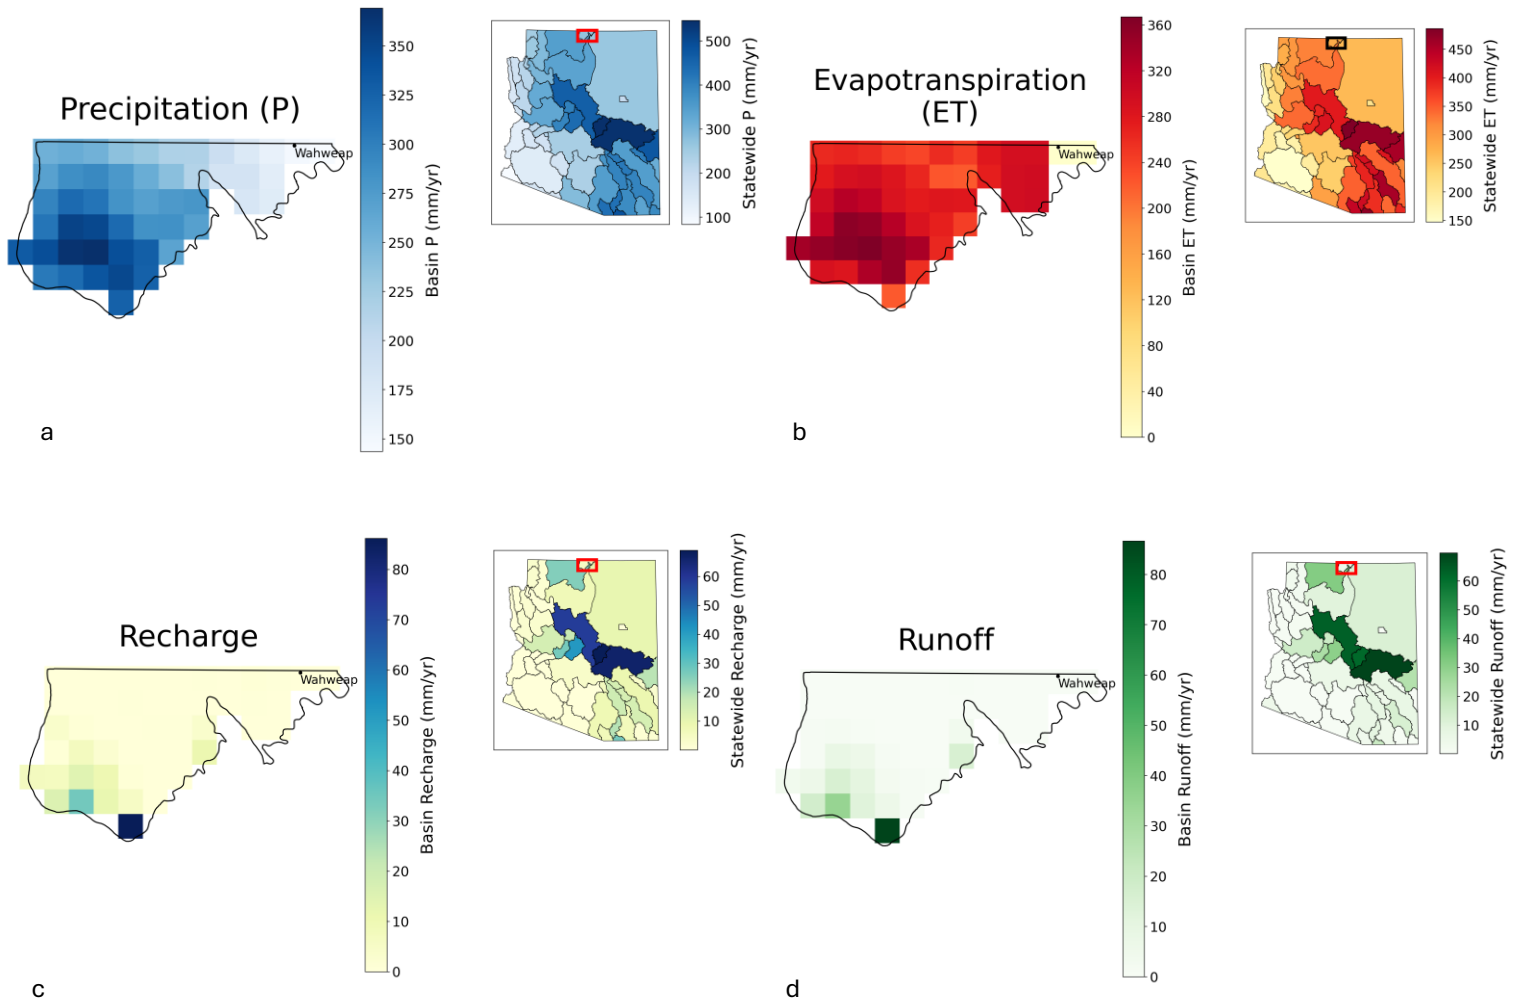 Precipitation (P)
Wahweap
350
325
300
275
250
225
200
175
150
Basin P (mm/yr)
500
400
300
200
100
Statewide P (mm/yr)
a
Evapotranspiration
(ET)
Wahweap
360
320
280
240
200
160
120
80
40
0
Basin ET (mm/yr)
450
400
350
300
250
200
150
Statewide ET (mm/yr)
b
Recharge
Wahweap
80
70
60
50
40
30
20
10
0
Basin Recharge (mm/yr)
60
50
40
30
20
10
Statewide Recharge (mm/yr)
c
Runoff
Wahweap
80
70
60
50
40
30
20
10
0
Basin Runoff (mm/yr)
60
50
40
30
20
10
Statewide Runoff (mm/yr)
d